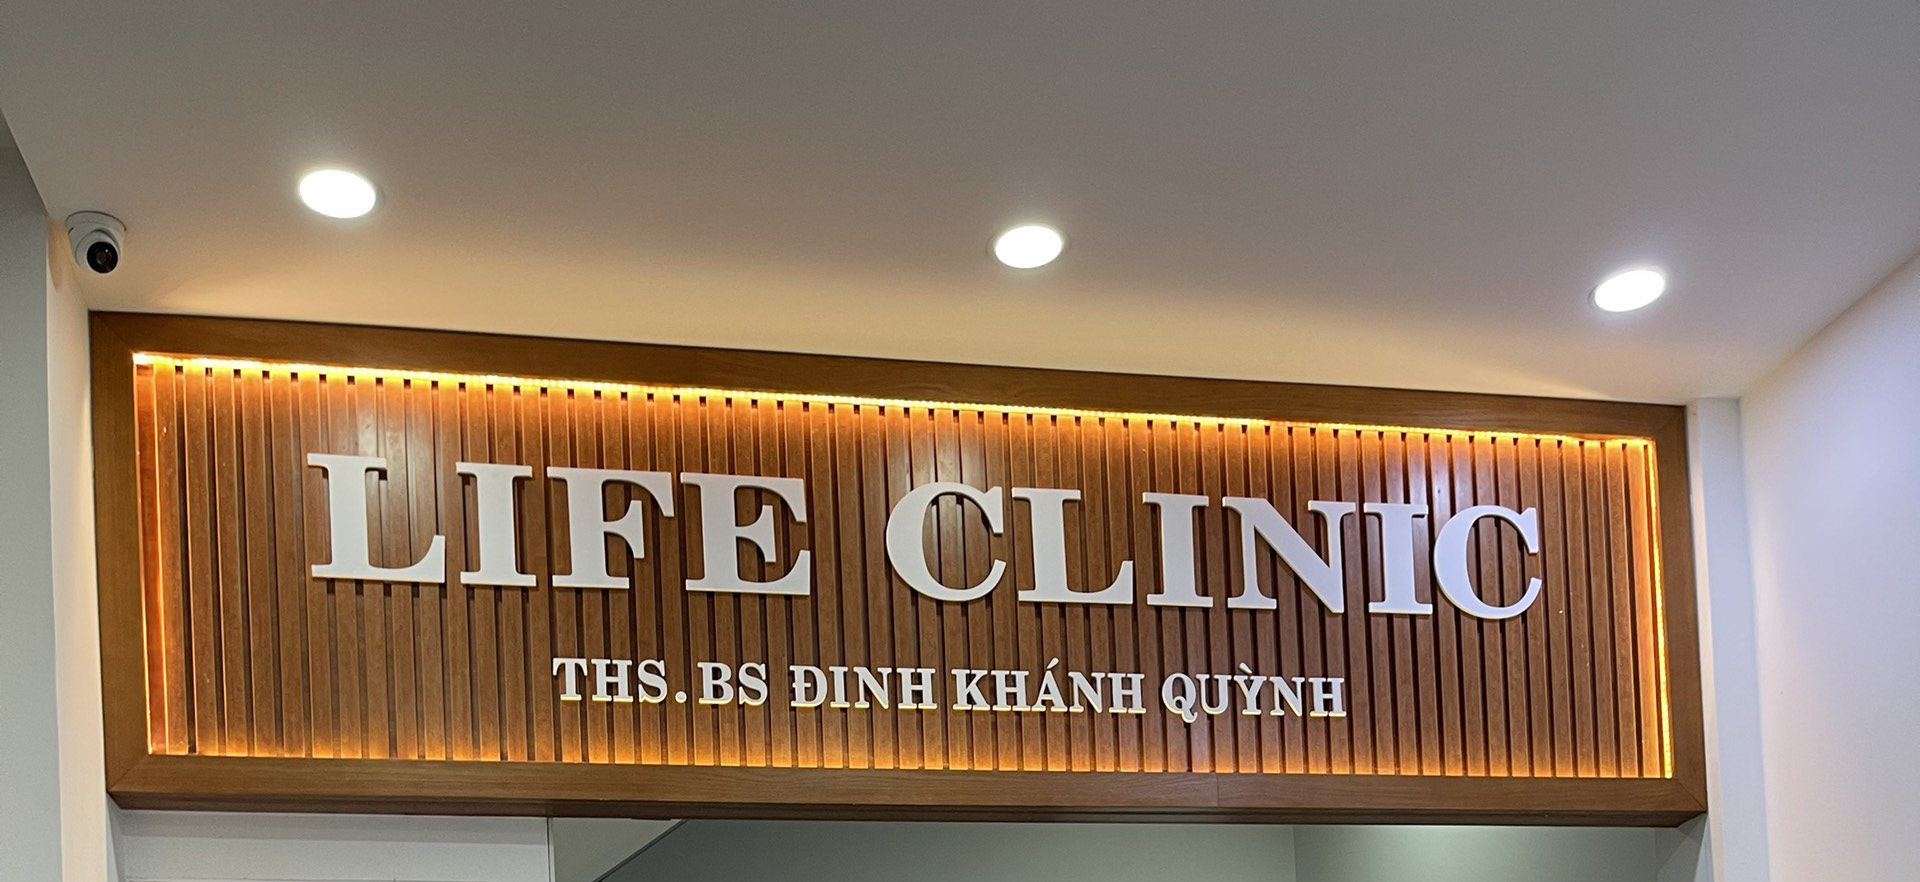 LIFE CLINIC
THS.BS ĐINH KHÁNH QUỲNH